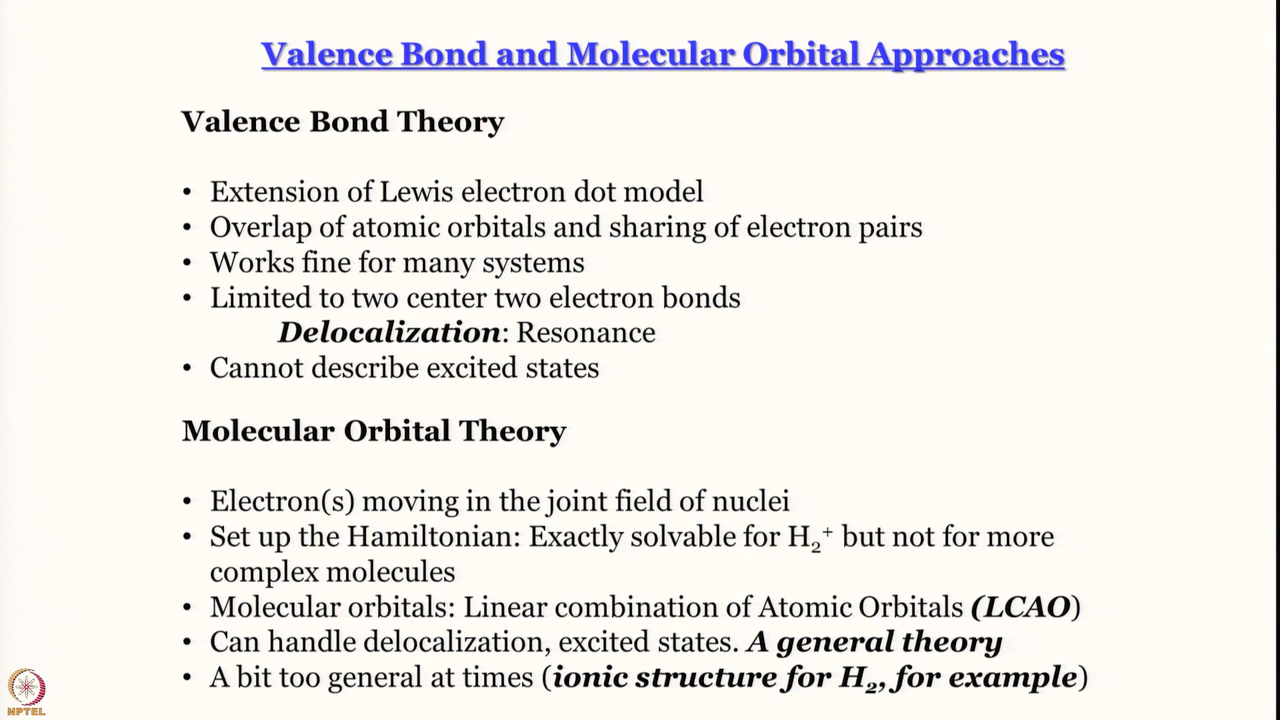 Valence Bond and Molecular Orbital Approaches
Valence Bond Theory
• Extension of Lewis electron dot model
• Overlap of atomic orbitals and sharing of electron pairs
• Works fine for many systems
• Limited to two center two electron bonds
Delocalization: Resonance
• Cannot describe excited states
Molecular Orbital Theory
• Electron(s) moving in the joint field of nuclei
• Set up the Hamiltonian: Exactly solvable for H₂⁺ but not for more
complex molecules
• Molecular orbitals: Linear combination of Atomic Orbitals (LCAO)
• Can handle delocalization, excited states. A general theory
• A bit too general at times (ionic structure for H₂, for example)
NPTEL